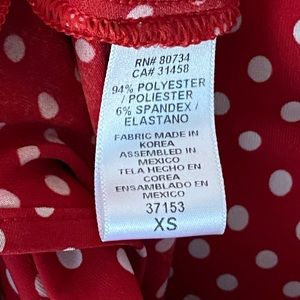 RN# 80734
CA# 31458
94% POLYESTER
/ POLIÉSTER
6% SPANDEX /
ELASTANO
FABRIC MADE IN
KOREA
ASSEMBLED IN
MEXICO
TELA HECHO EN
COREA
ENSAMBLADO EN
MEXICO
37153
XS